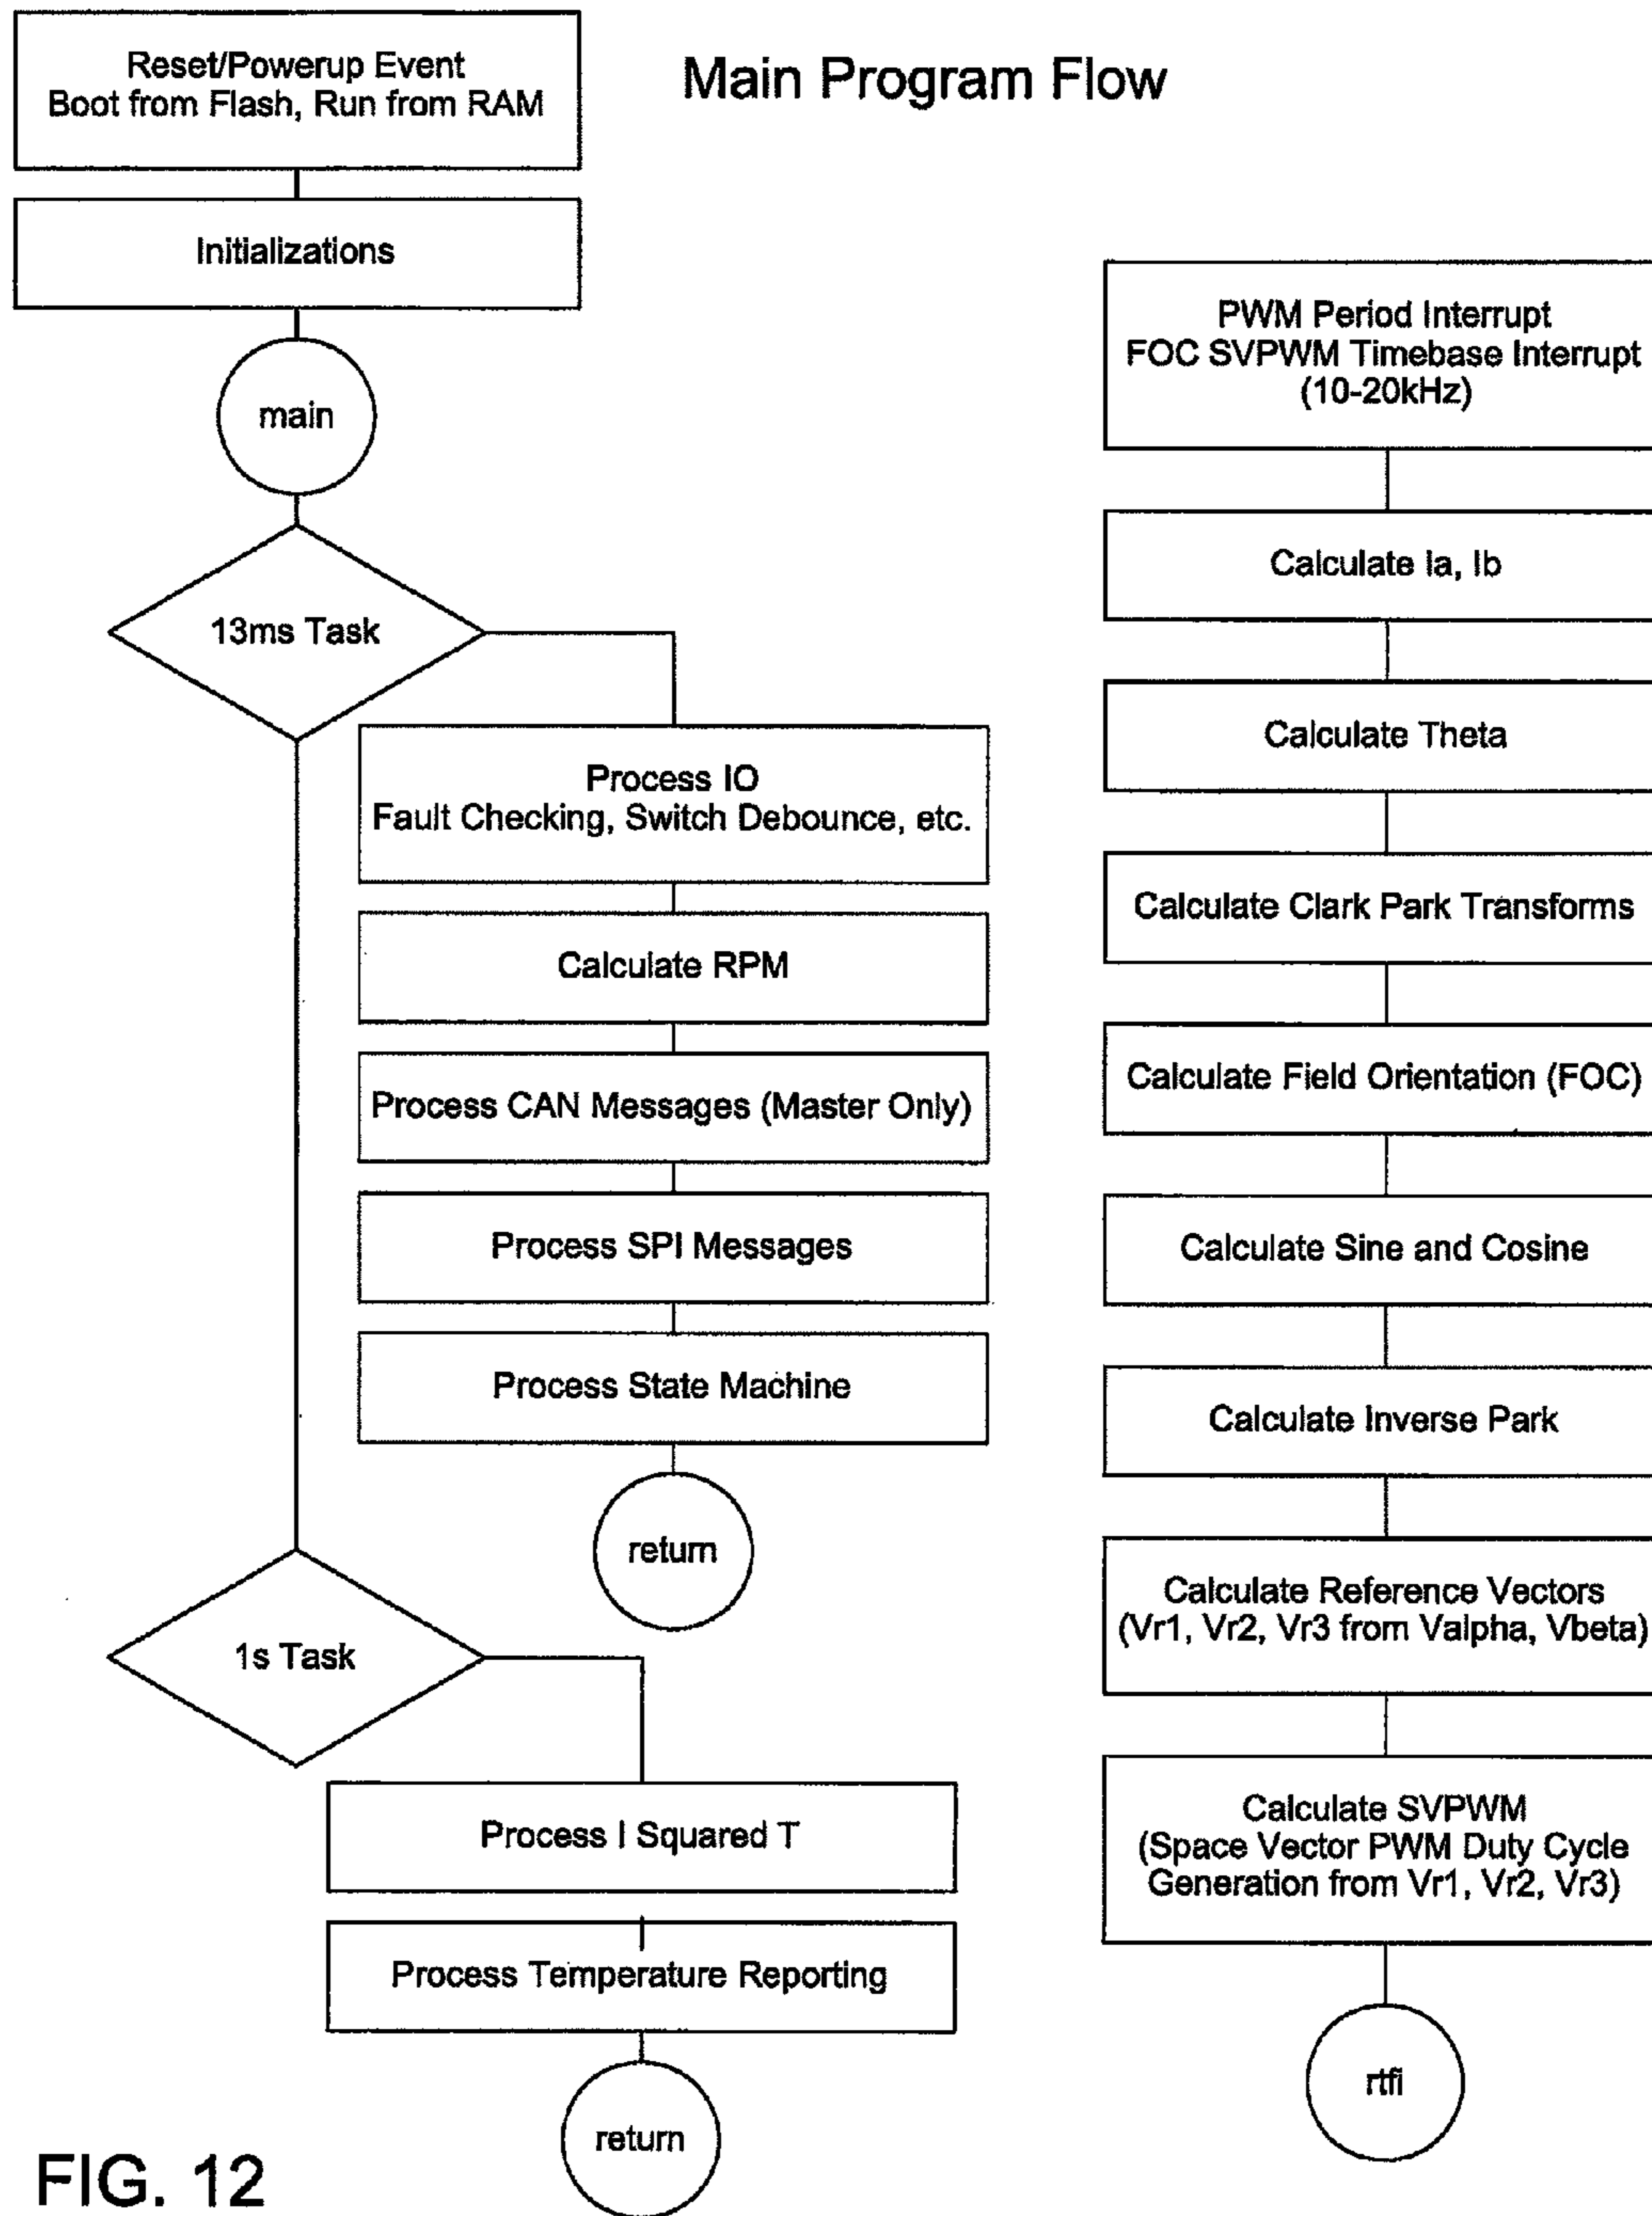 Main Program Flow
Reset/Powerup Event
Boot from Flash, Run from RAM
Initializations
main
13ms Task
Process IO
Fault Checking, Switch Debounce, etc.
Calculate RPM
Process CAN Messages (Master Only)
Process SPI Messages
Process State Machine
return
1s Task
Process I Squared T
Process Temperature Reporting
return
PWM Period Interrupt
FOC SVPWM Timebase Interrupt
(10-20kHz)
Calculate Ia, Ib
Calculate Theta
Calculate Clark Park Transforms
Calculate Field Orientation (FOC)
Calculate Sine and Cosine
Calculate Inverse Park
Calculate Reference Vectors
(Vr1, Vr2, Vr3 from Valpha, Vbeta)
Calculate SVPWM
(Space Vector PWM Duty Cycle
Generation from Vr1, Vr2, Vr3)
rtfi
FIG. 12